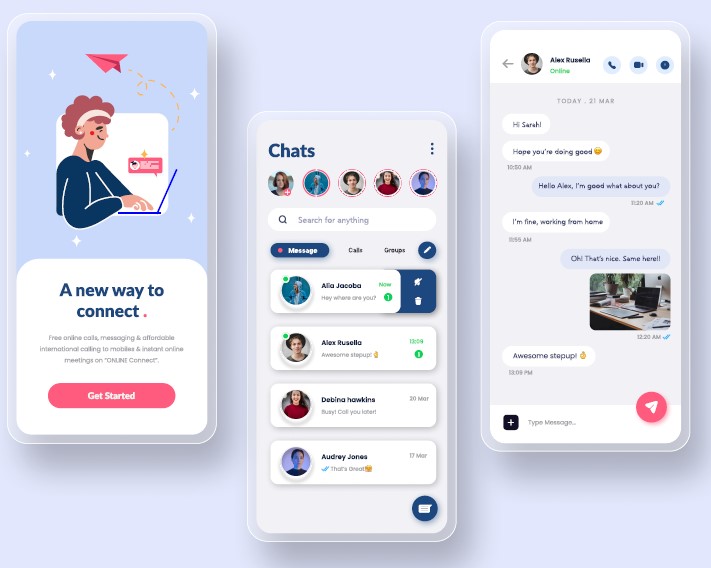 A new way to
connect .
Free online calls, messaging & affordable
international calling to mobiles & instant online
meetings on "ONLINE Connect".
Get Started
Chats
Search for anything
Message
Calls
Groups
Alia Jacoba
Now
Hey where are you?
1
Alex Rusella
13:09
Awesome stepup! 👌
1
Debina hawkins
20 Mar
Busy! Call you later!
Audrey Jones
17 Mar
That's Great😊
Alex Rusella
Online
TODAY . 21 MAR
Hi Sarah!
Hope you're doing good 😊
10:50 AM
Hello Alex, I'm good what about you?
11:20 AM
I'm fine, working from home
11:55 AM
Oh! That's nice. Same here!!
12:20 AM
Awesome stepup! 👌
13:09 PM
Type Message...